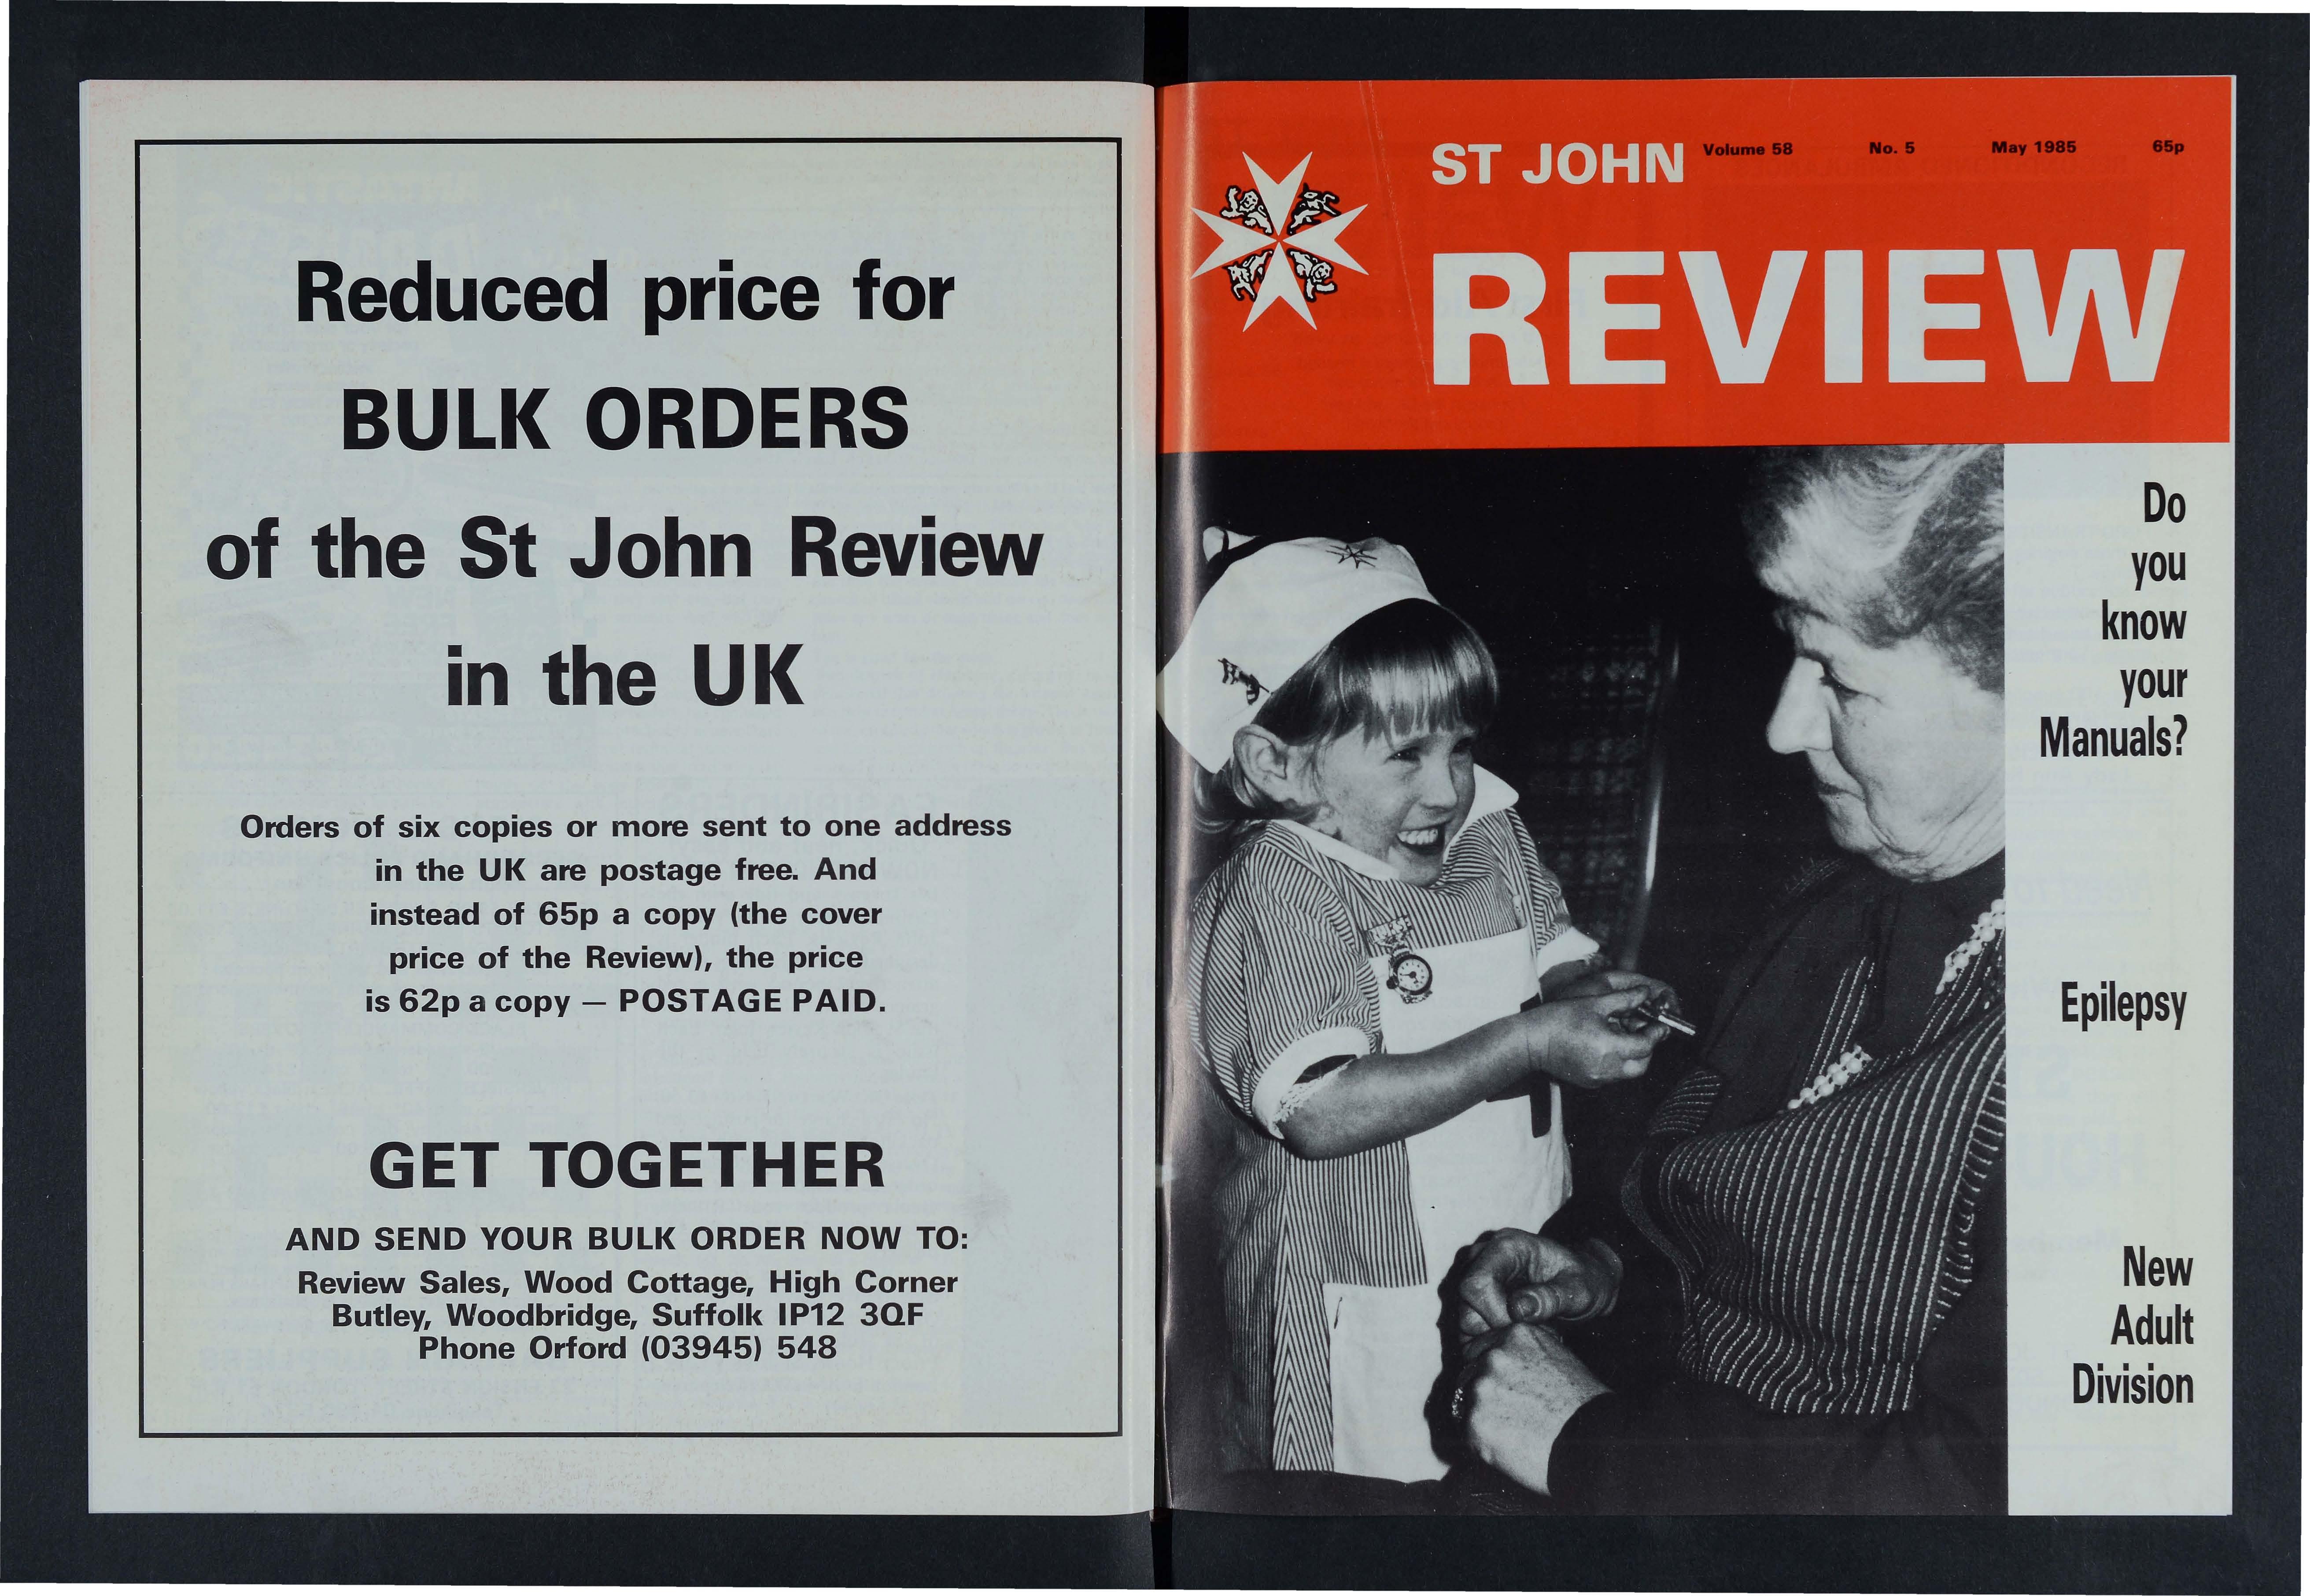 Reduced price for
BULK ORDERS
of the St John Review
in the UK
Orders of six copies or more sent to one address
in the UK are postage free. And
instead of 65p a copy (the cover
price of the Review), the price
is 62p a copy — POSTAGE PAID.
GET TOGETHER
AND SEND YOUR BULK ORDER NOW TO:
Review Sales, Wood Cottage, High Corner
Butley, Woodbridge, Suffolk IP12 3QF
Phone Orford (03945) 548
ST JOHN Volume 58 No. 5 May 1985 65p
REVIEW
Do
you
know
your
Manuals?
Epilepsy
New
Adult
Division